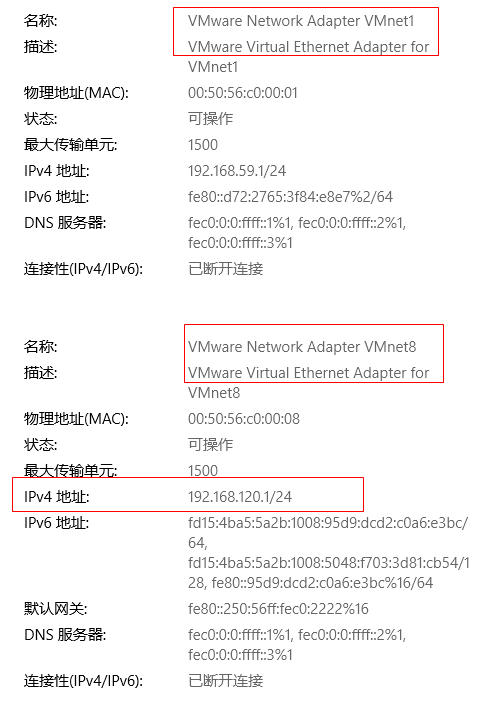 名称: VMware Network Adapter VMnet1
描述: VMware Virtual Ethernet Adapter for
VMnet1
物理地址(MAC): 00:50:56:c0:00:01
状态: 可操作
最大传输单元: 1500
IPv4 地址: 192.168.59.1/24
IPv6 地址: fe80::d72:2765:3f84:e8e7%2/64
DNS 服务器: fec0:0:0:ffff::1%1, fec0:0:0:ffff::2%1,
fec0:0:0:ffff::3%1
连接性(IPv4/IPv6): 已断开连接
名称: VMware Network Adapter VMnet8
描述: VMware Virtual Ethernet Adapter for
VMnet8
物理地址(MAC): 00:50:56:c0:00:08
状态: 可操作
最大传输单元: 1500
IPv4 地址: 192.168.120.1/24
IPv6 地址: fd15:4ba5:5a2b:1008:95d9:dcd2:c0a6:e3bc/
64,
fd15:4ba5:5a2b:1008:5048:f703:3d81:cb54/1
28, fe80::95d9:dcd2:c0a6:e3bc%16/64
默认网关: fe80::250:56ff:fec0:2222%16
DNS 服务器: fec0:0:0:ffff::1%1, fec0:0:0:ffff::2%1,
fec0:0:0:ffff::3%1
连接性(IPv4/IPv6): 已断开连接